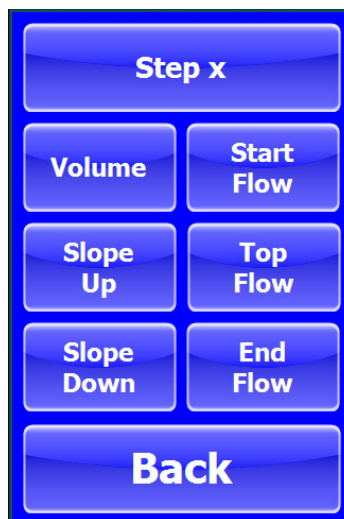 Step x
Volume
Start
Flow
Slope
Up
Top
Flow
Slope
Down
End
Flow
Back